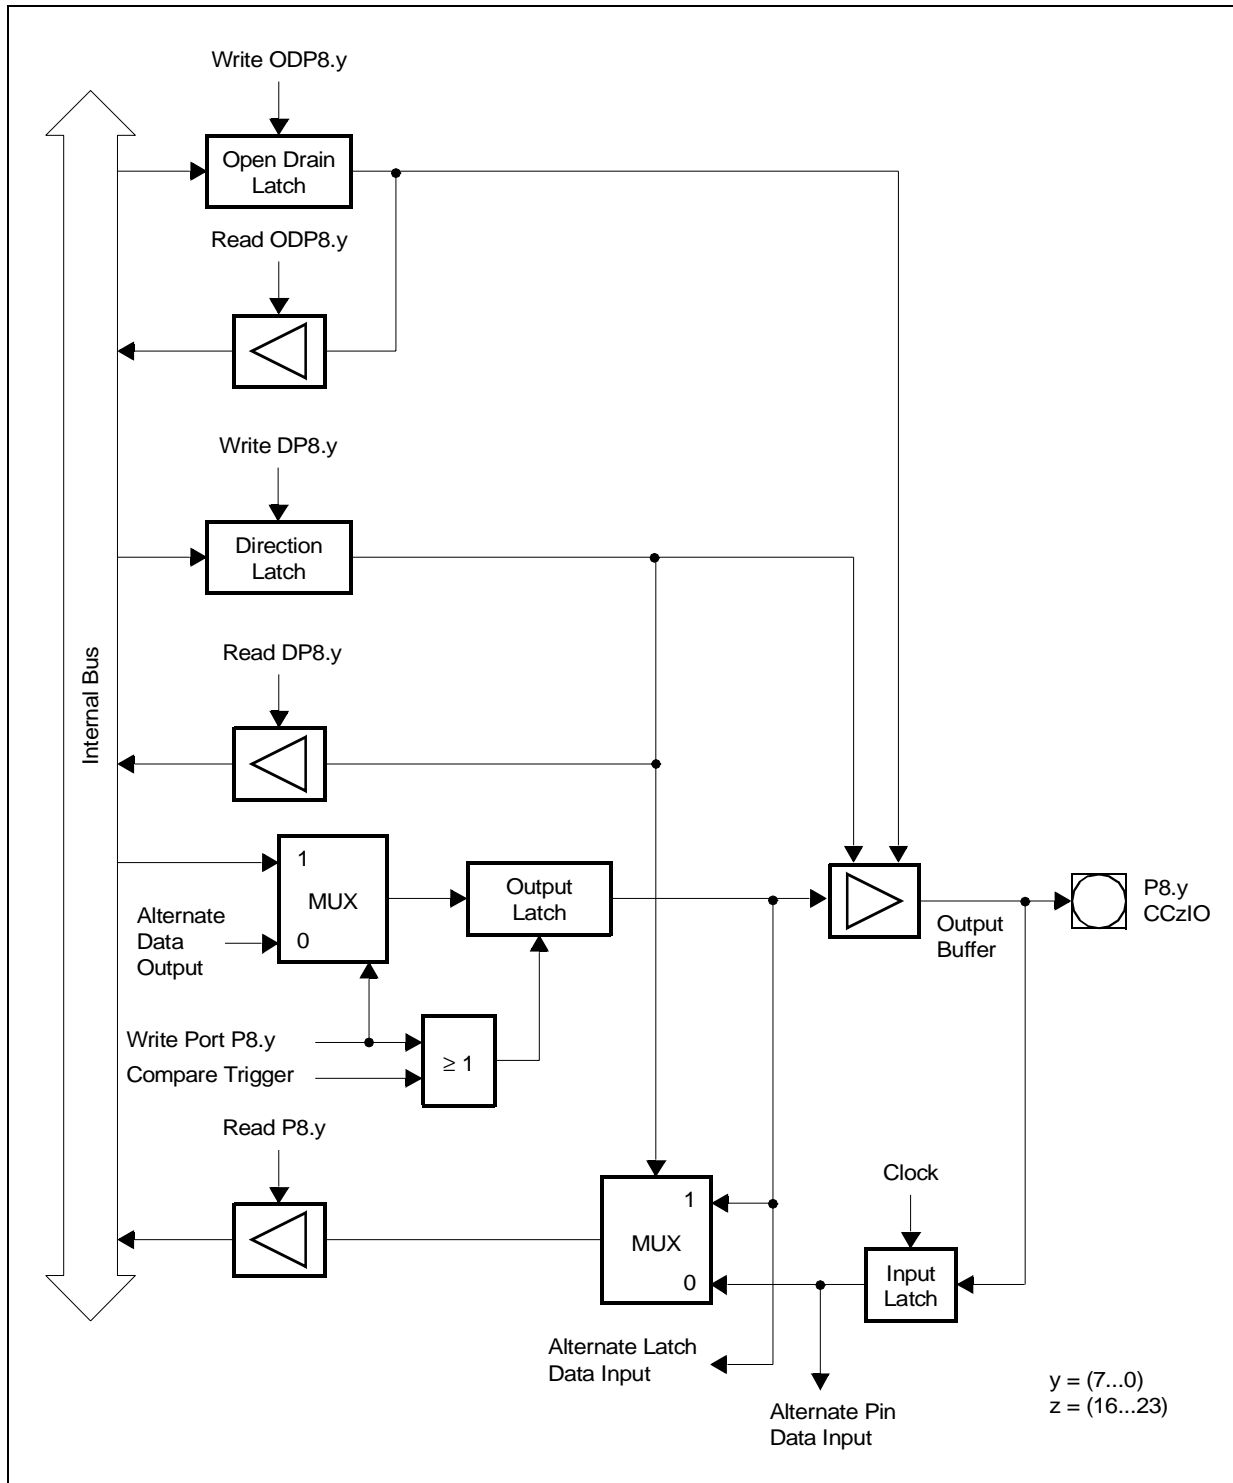 Write ODP8.y
Open Drain
Latch
Read ODP8.y
Write DP8.y
Direction
Latch
Read DP8.y
Internal Bus
1
MUX
0
Alternate
Data
Output
Output
Latch
Output
Buffer
P8.y
CCzIO
Write Port P8.y
Compare Trigger
≥ 1
Read P8.y
1
MUX
0
Clock
Input
Latch
Alternate Latch
Data Input
Alternate Pin
Data Input
y = (7...0)
z = (16...23)